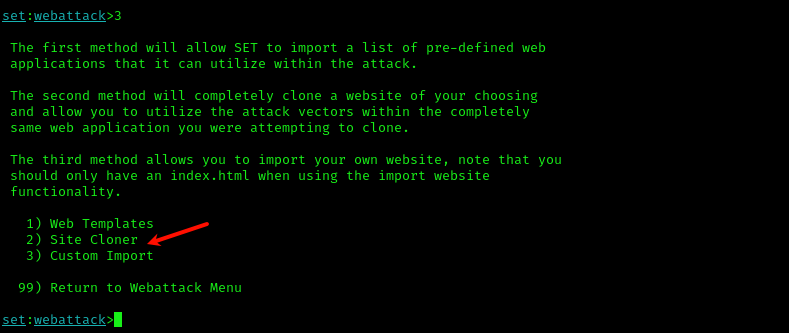 set:webattack>3
The first method will allow SET to import a list of pre-defined web
applications that it can utilize within the attack.
The second method will completely clone a website of your choosing
and allow you to utilize the attack vectors within the completely
same web application you were attempting to clone.
The third method allows you to import your own website, note that you
should only have an index.html when using the import website
functionality.
1) Web Templates
2) Site Cloner
3) Custom Import
99) Return to Webattack Menu
set:webattack>